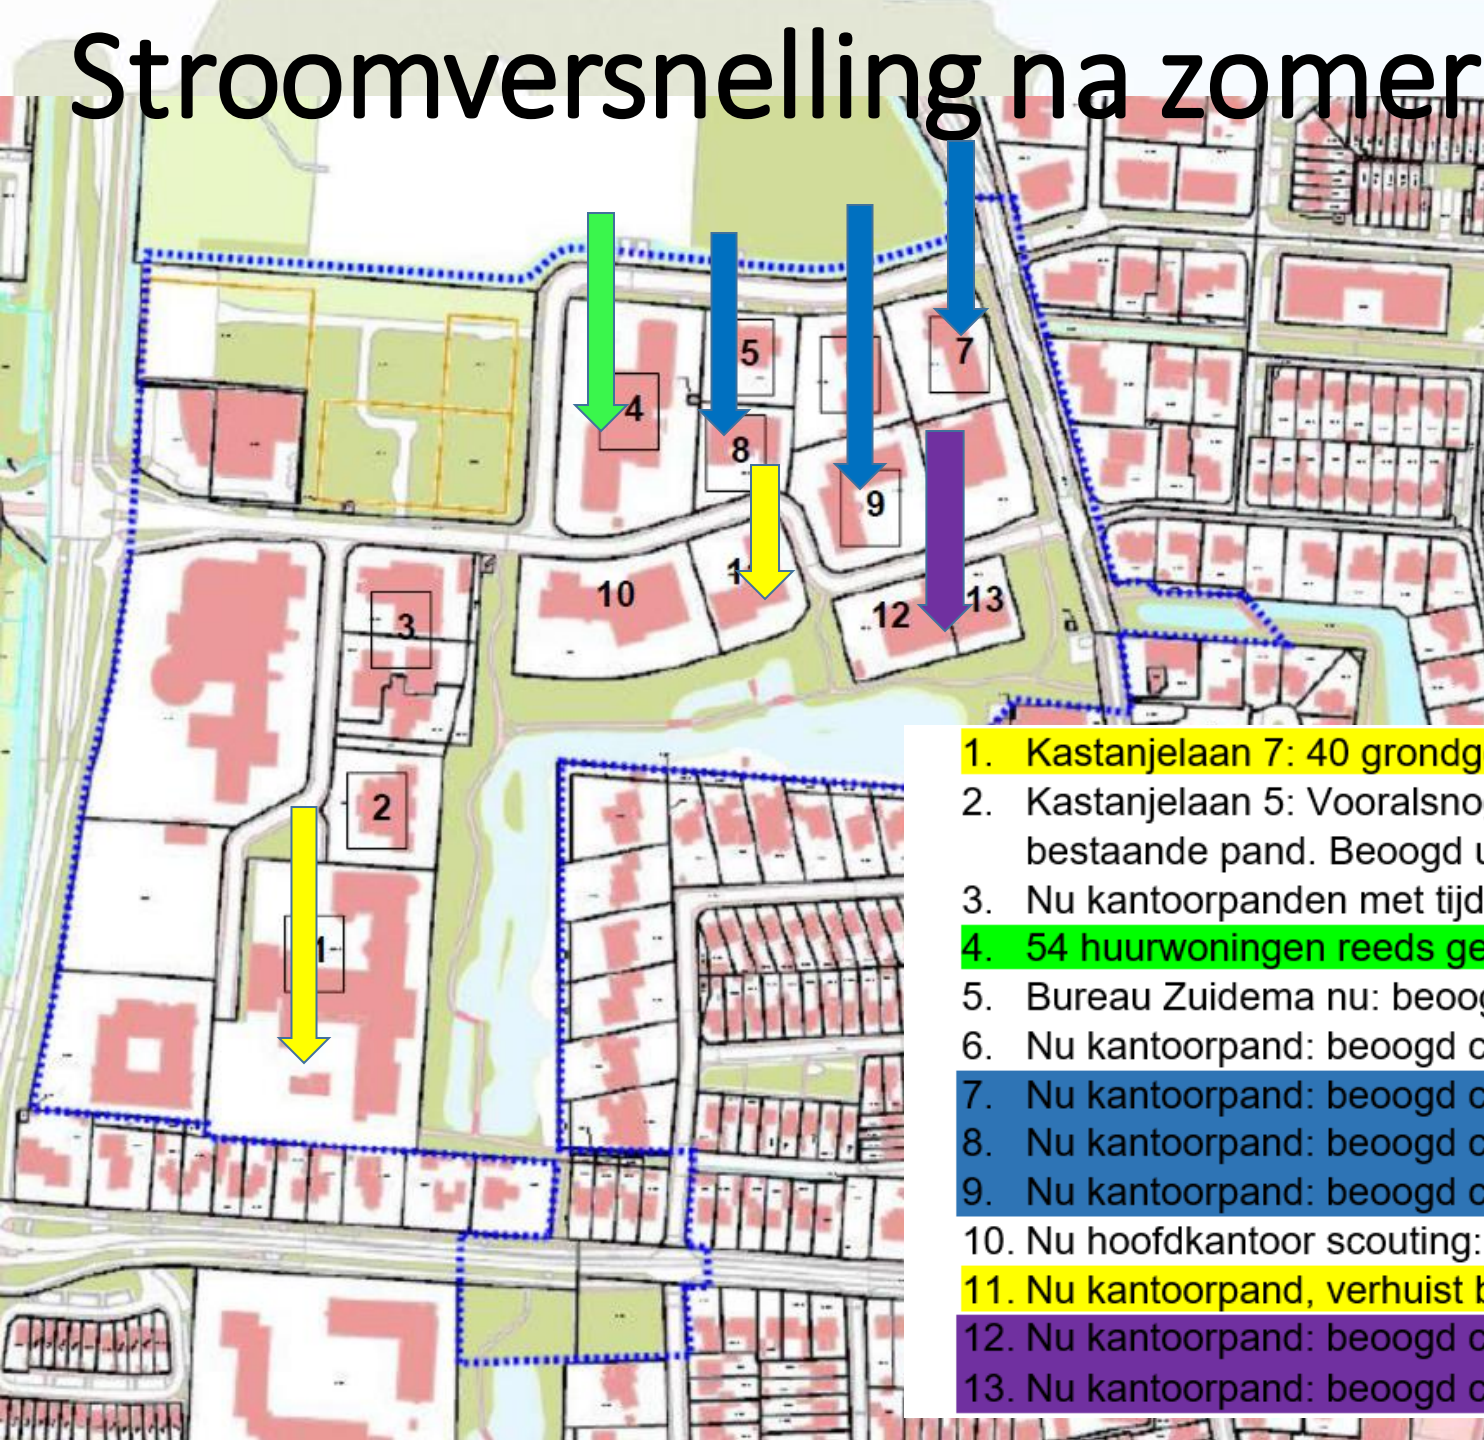 Stroomversnelling na zomer
7
5
4
8
9
10
12
13
3
2
1
1. Kastanjelaan 7: 40 grondg
2. Kastanjelaan 5: Vooralsno
bestaande pand. Beoogd u
3. Nu kantoorpanden met tijd
4. 54 huurwoningen reeds ge
5. Bureau Zuidema nu: beoog
6. Nu kantoorpand: beoogd
7. Nu kantoorpand: beoogd
8. Nu kantoorpand: beoogd
9. Nu kantoorpand: beoogd
10. Nu hoofdkantoor scouting:
11. Nu kantoorpand, verhuist b
12. Nu kantoorpand: beoogd
13. Nu kantoorpand: beoogd